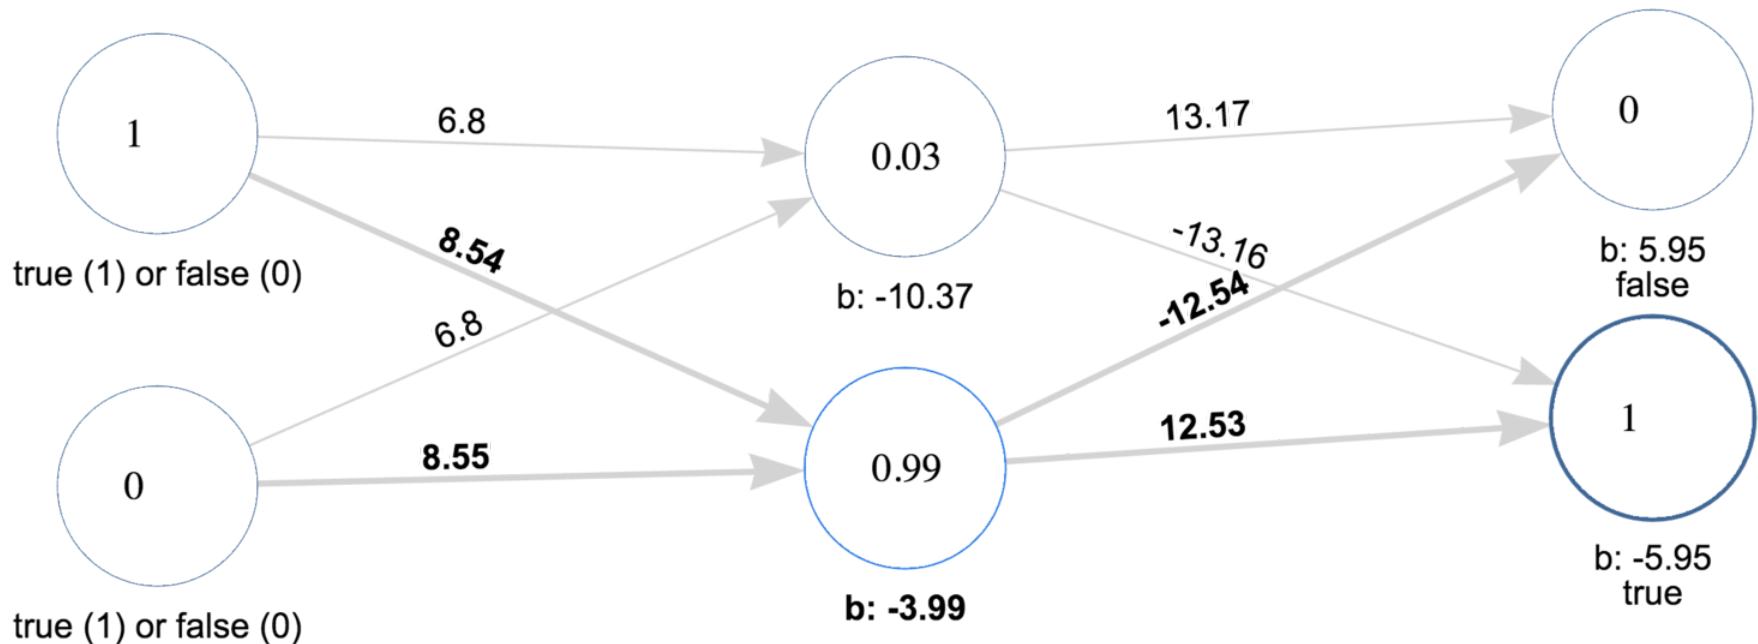 1
true (1) or false (0)
0
true (1) or false (0)
6.8
8.54
6.8
8.55
0.03
b: -10.37
0.99
b: -3.99
13.17
-13.16
-12.54
12.53
0
b: 5.95
false
1
b: -5.95
true